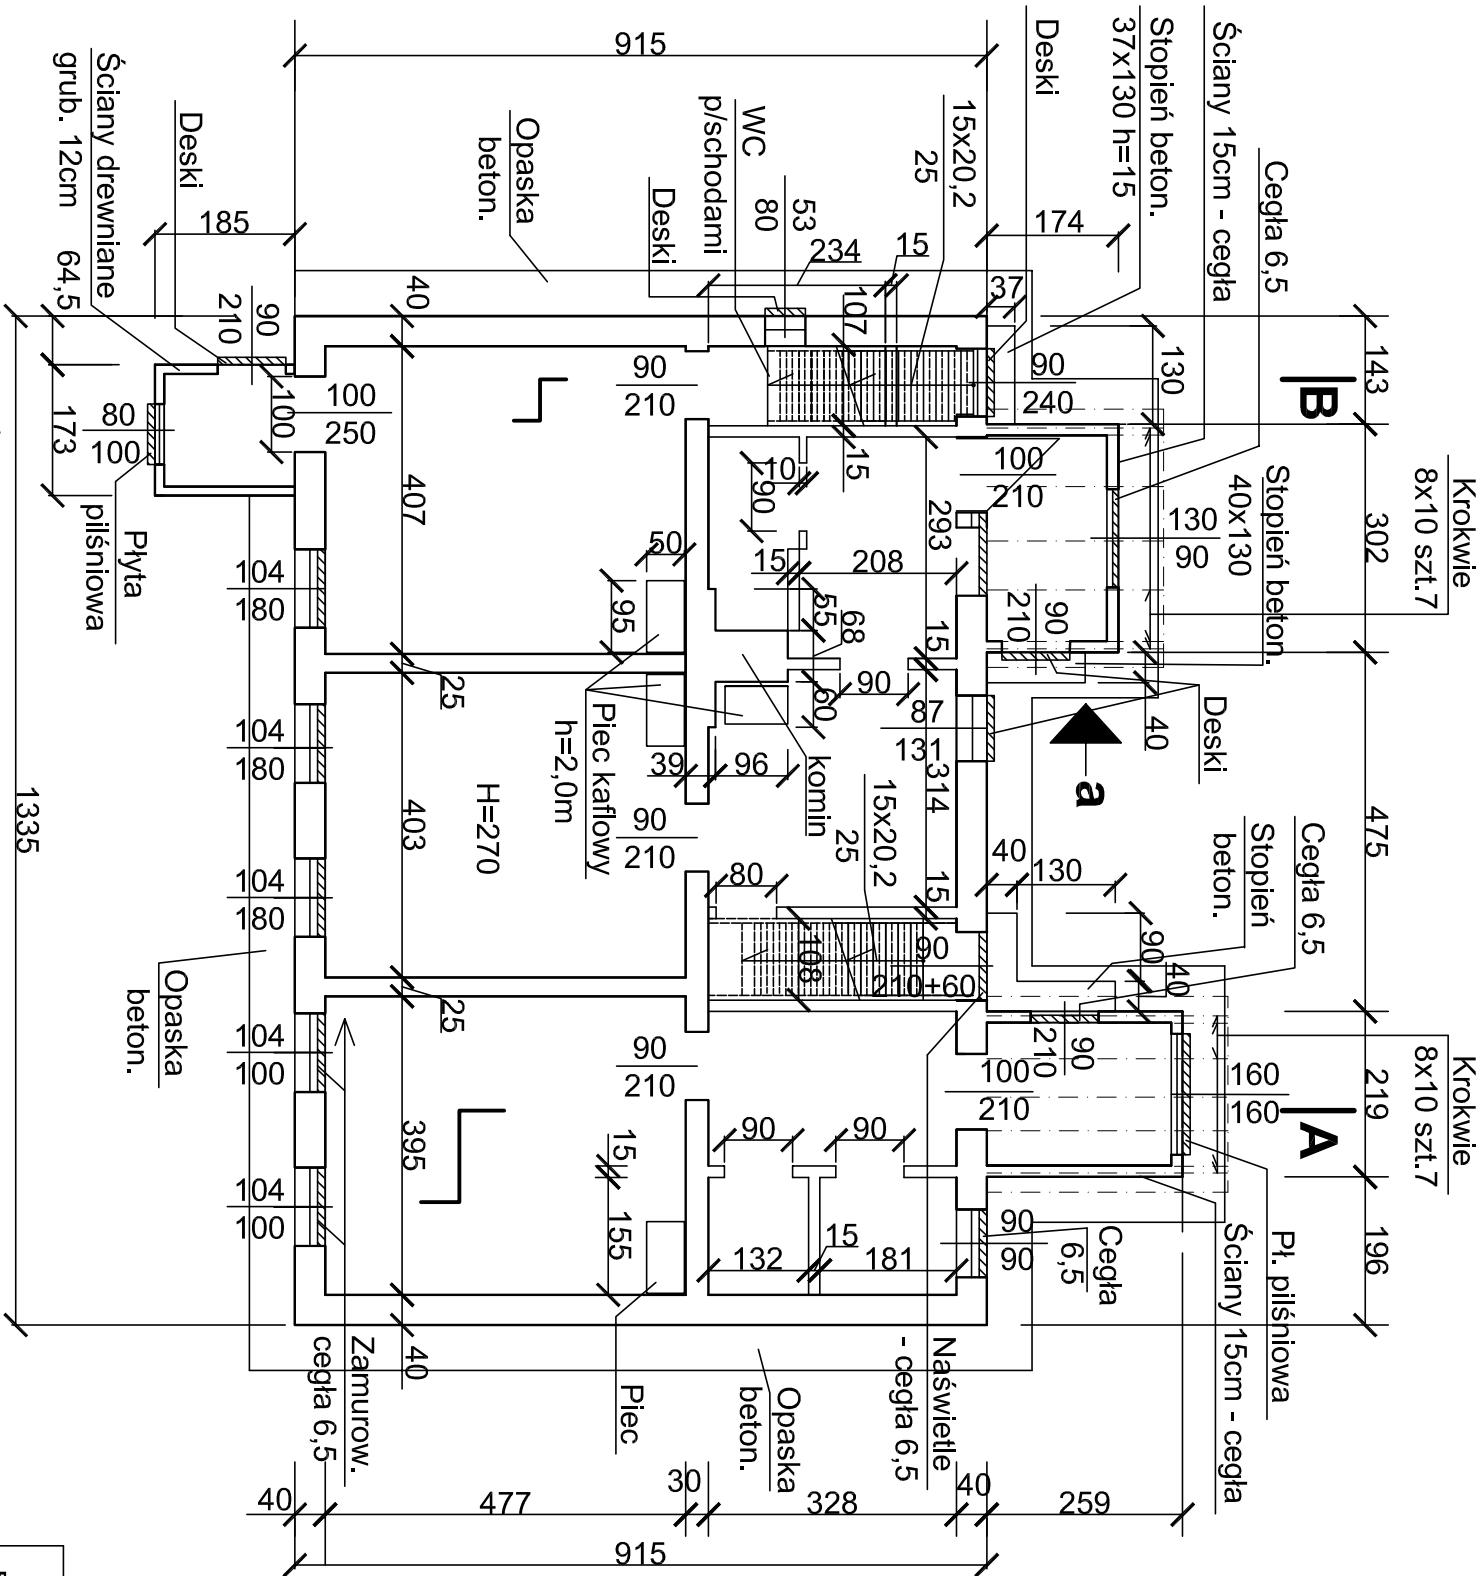 915
Deski
Stopień beton.
37x130 h=15
Ściany 15cm - cegła
Cegła 6,5
Krokwie
8x10 szt.7
15x20,2
25
WC
p/schodami
Opaska
beton.
Deski
53
80
Deski
Ściany drewniane
grub. 12cm
64,5
185
234
15
174
37
40
107
90
210
143
130
B
90
240
90
210
100
250
100
80
100
173
Płyta
pilśniowa
407
15
10
90
100
210
293
302
Stopień beton.
40x130
130
90
50
95
15
208
55
68
15
90
210
104
180
25
90
60
87
131
314
40
a
Deski
Piec kaflowy
h=2,0m
39
96
komin
104
180
1335
403
H=270
90
210
15x20,2
25
80
15
40
130
475
Stopień
beton.
Cegła 6,5
104
180
108
90
210+60
90
40
Opaska
beton.
25
104
100
90
210
100
210
90
210
160
160
219
A
Krokwie
8x10 szt.7
395
15
155
90
90
132
15
181
104
100
90
90
Cegła
6,5
196
Pł. pilśniowa
Ściany 15cm - cegła
40
Zamurow.
cegła 6,5
Piec
Opaska
beton.
Naświetle
- cegła 6,5
40
477
30
328
40
259
915